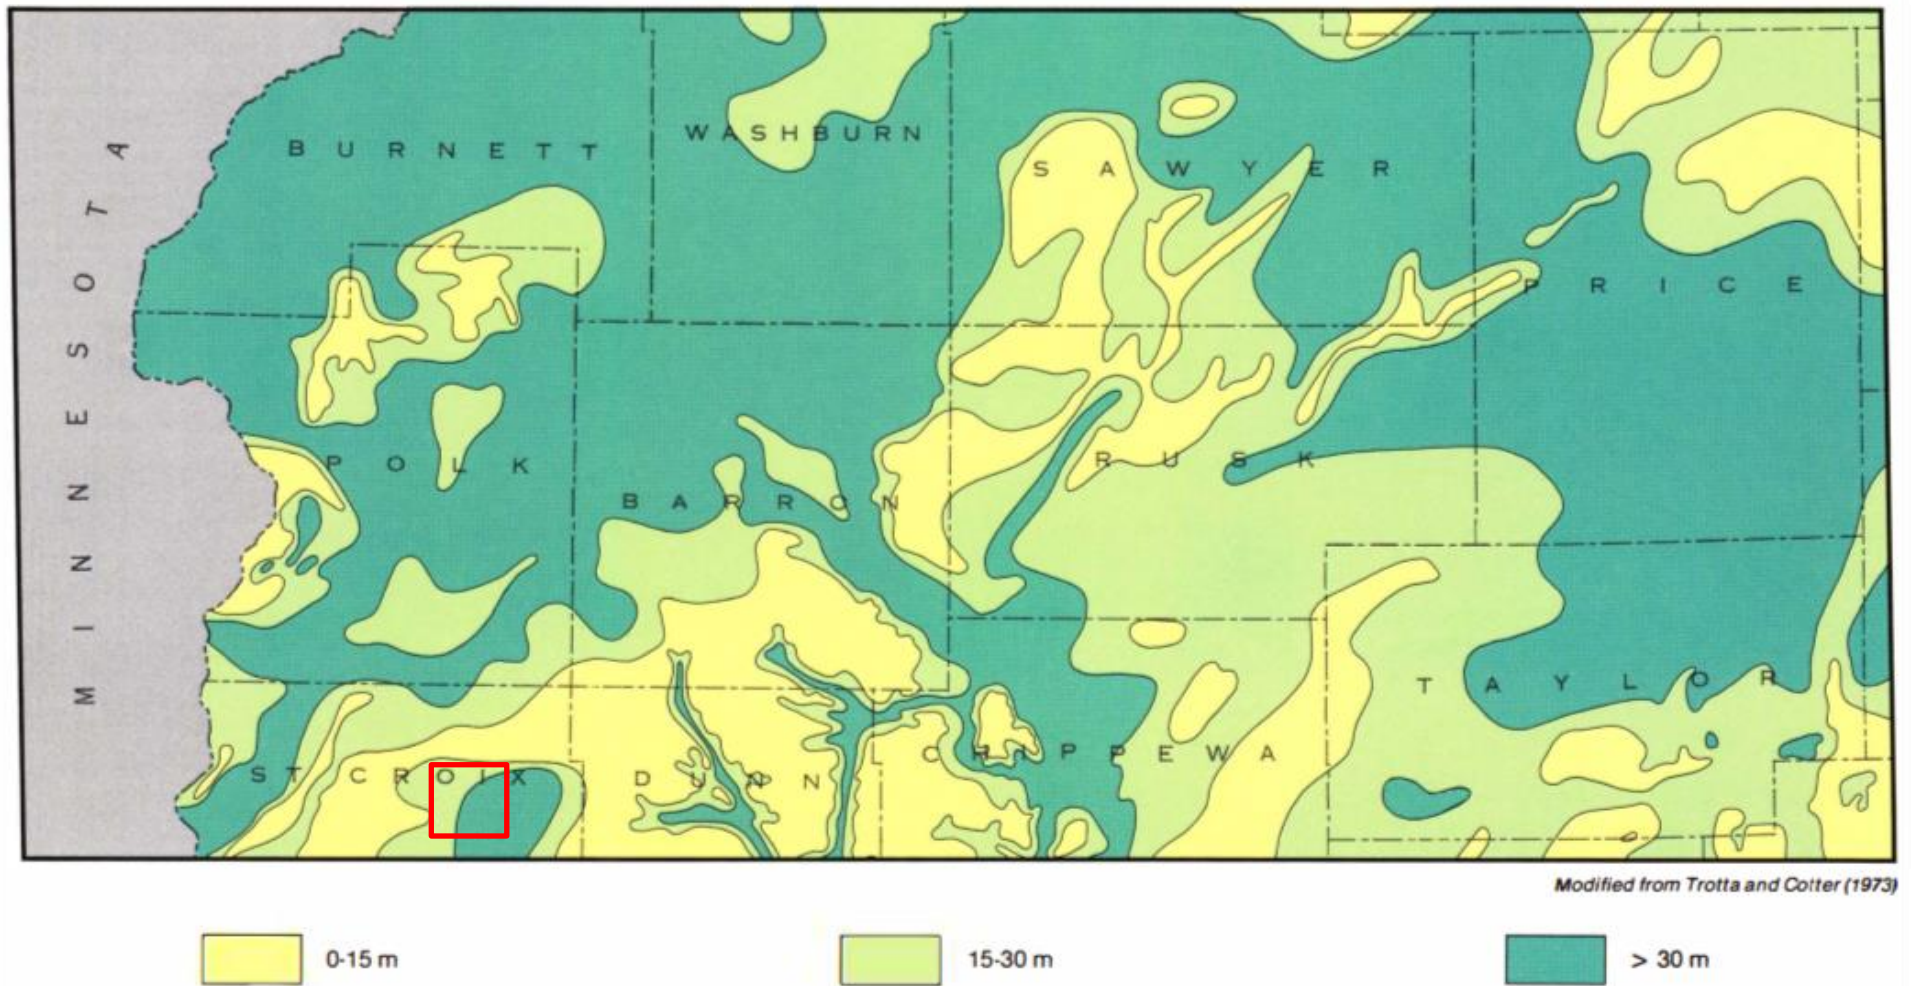 WASHBURN
BURNETT
SAWYER
PRICE
MINNESOTA
POLK
RUSK
BARRON
TAYLOR
CHIPPEWA
ST CROIX
DUNN
Modified from Trotta and Cotter (1973)
0-15 m
15-30 m
> 30 m